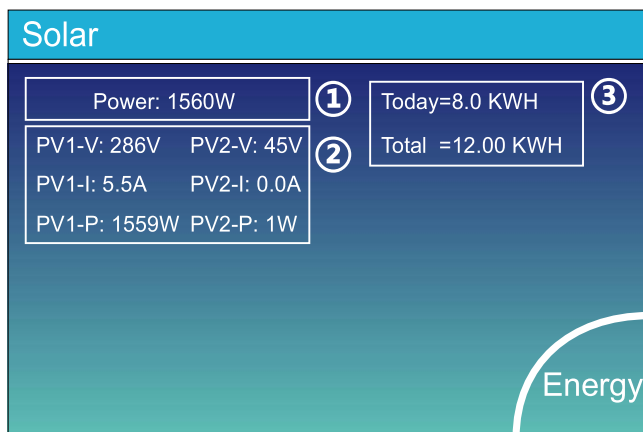 Solar
Power: 1560W
①
PV1-V: 286V PV2-V: 45V
②
PV1-I: 5.5A PV2-I: 0.0A
PV1-P: 1559W PV2-P: 1W
Today=8.0 KWH
③
Total =12.00 KWH
Energy